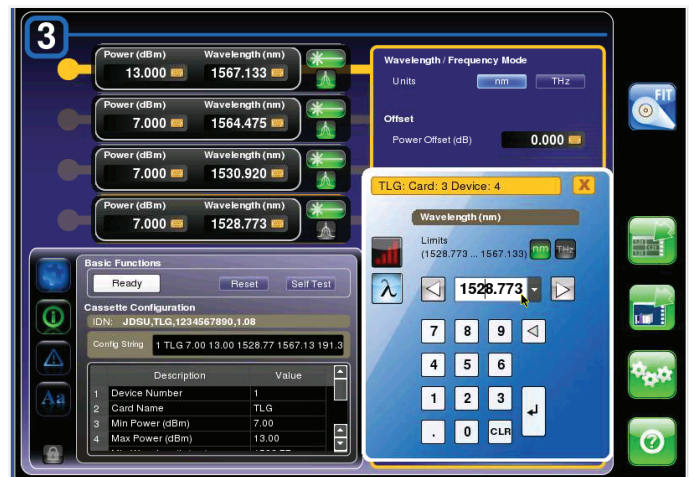 3
Power (dBm) Wavelength (nm)
13.000 1567.133
Power (dBm) Wavelength (nm)
7.000 1564.475
Power (dBm) Wavelength (nm)
7.000 1530.920
Power (dBm) Wavelength (nm)
7.000 1528.773
Wavelength / Frequency Mode
Units nm THz
Offset
Power Offset (dB) 0.000
FIT
TLG: Card: 3 Device: 4 X
Wavelength (nm)
Limits
(1528.773 ... 1567.133) nm THz
λ 1528.773
7 8 9
4 5 6
1 2 3
. 0 CLR
Basic Functions
Ready Reset Self Test
Cassette Configuration
IDN: JDSU,TLG,1234567890,1.08
Config String 1 TLG 7.00 13.00 1528.77 1567.13 191.3
Description Value
1 Device Number 1
2 Card Name TLG
3 Min Power (dBm) 7.00
4 Max Power (dBm) 13.00
Aa
?